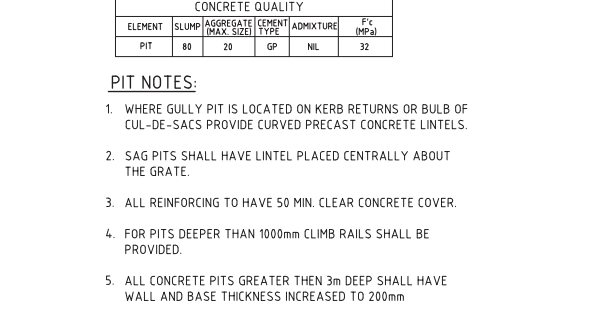 CONCRETE QUALITY
ELEMENT SLUMP AGGREGATE (MAX. SIZE) CEMENT TYPE ADMIXTURE F'c (MPa)
PIT 80 20 GP NIL 32
PIT NOTES:
1. WHERE GULLY PIT IS LOCATED ON KERB RETURNS OR BULB OF
CUL-DE-SACS PROVIDE CURVED PRECAST CONCRETE LINTELS.
2. SAG PITS SHALL HAVE LINTEL PLACED CENTRALLY ABOUT
THE GRATE.
3. ALL REINFORCING TO HAVE 50 MIN. CLEAR CONCRETE COVER.
4. FOR PITS DEEPER THAN 1000mm CLIMB RAILS SHALL BE
PROVIDED.
5. ALL CONCRETE PITS GREATER THEN 3m DEEP SHALL HAVE
WALL AND BASE THICKNESS INCREASED TO 200mm